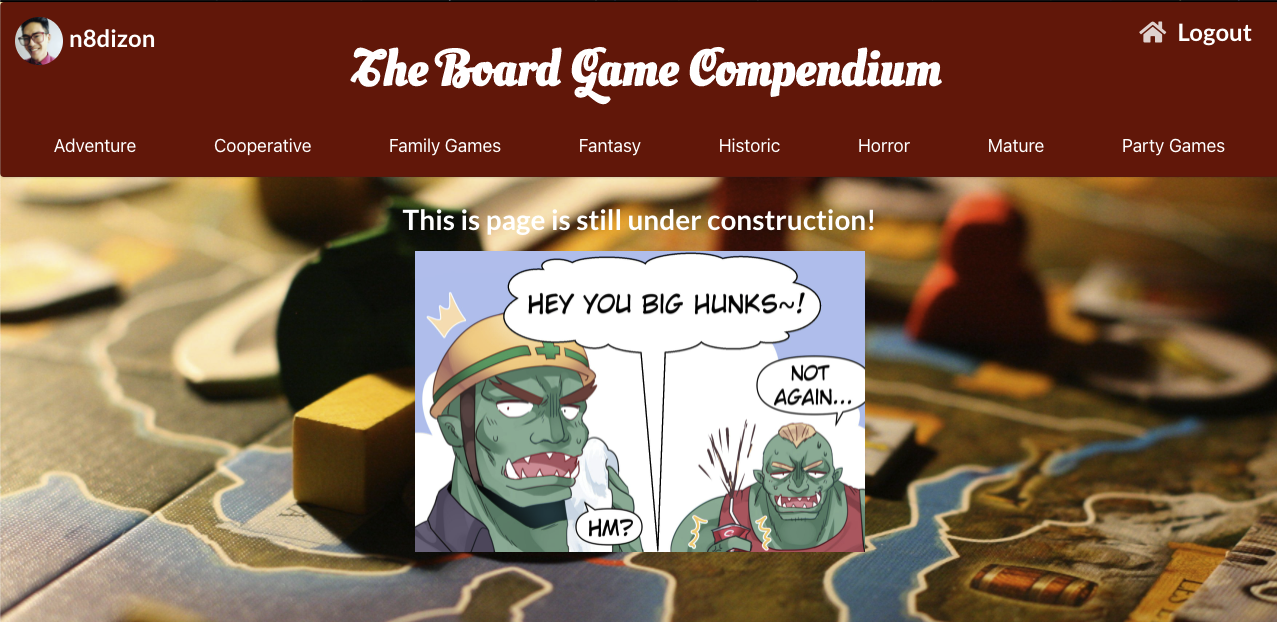 n8dizon
Logout
The Board Game Compendium
Adventure Cooperative Family Games Fantasy Historic Horror Mature Party Games
This is page is still under construction!
HEY YOU BIG HUNKS~!
NOT
AGAIN...
HM?